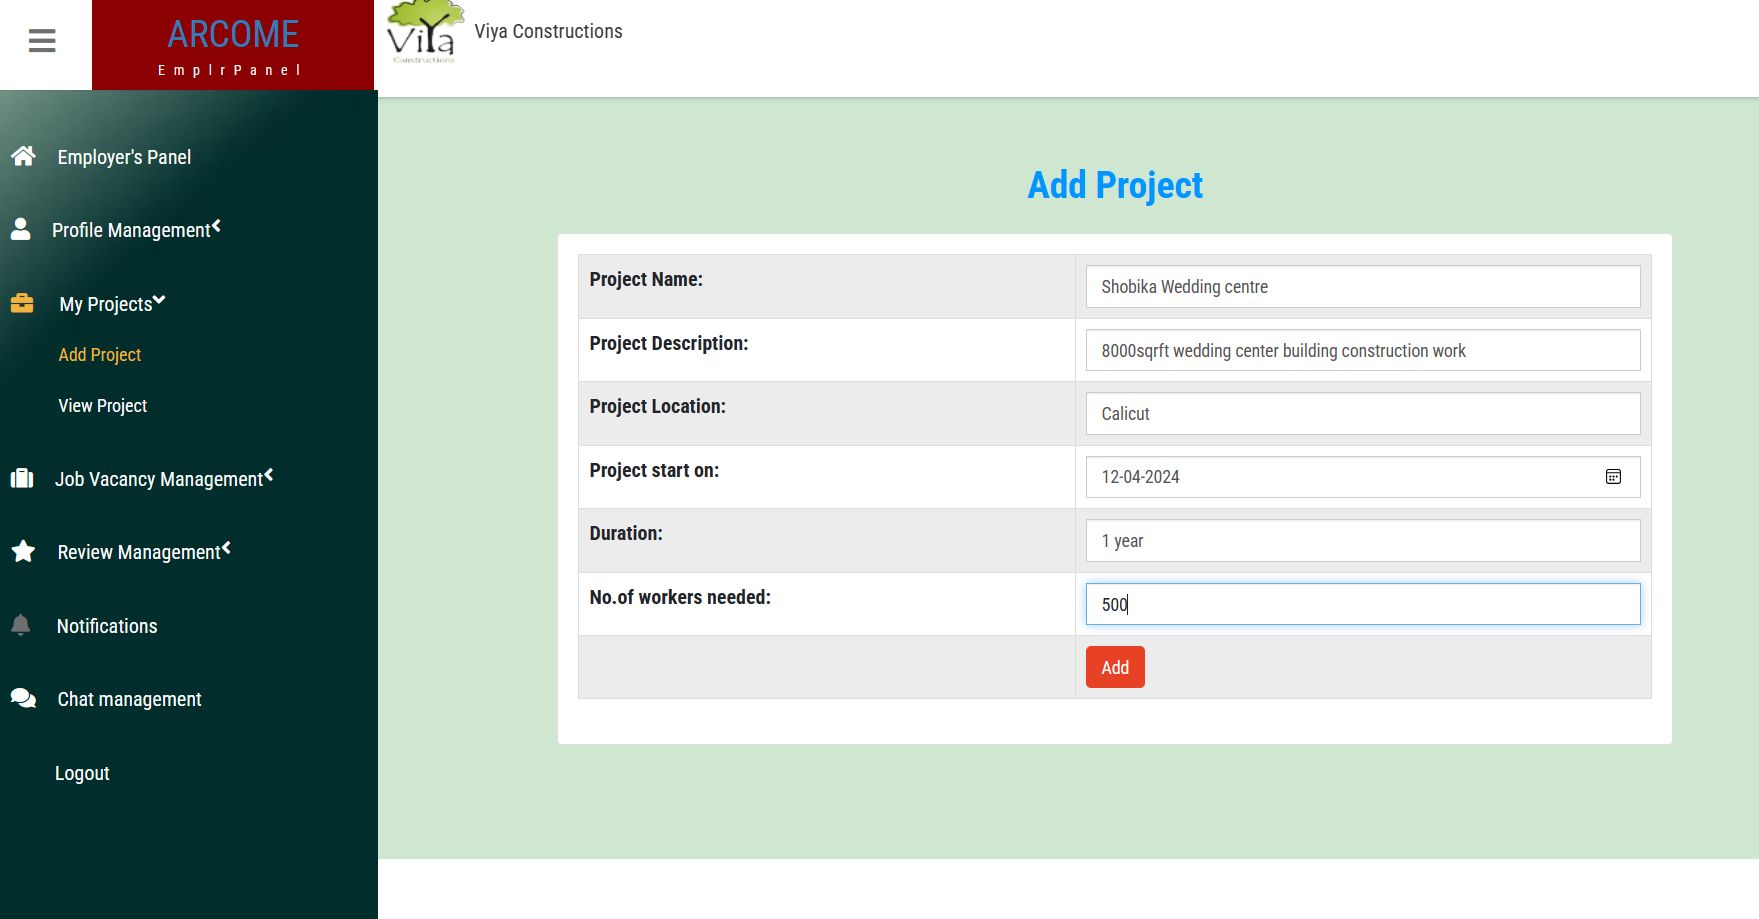 ARCOME
EmplrPanel
Viya
Constructions
Viya Constructions
Employer's Panel
Profile Management
My Projects
Add Project
View Project
Job Vacancy Management
Review Management
Notifications
Chat management
Logout
Add Project
Project Name:
Shobika Wedding centre
Project Description:
8000sqrft wedding center building construction work
Project Location:
Calicut
Project start on:
12-04-2024
Duration:
1 year
No.of workers needed:
500
Add